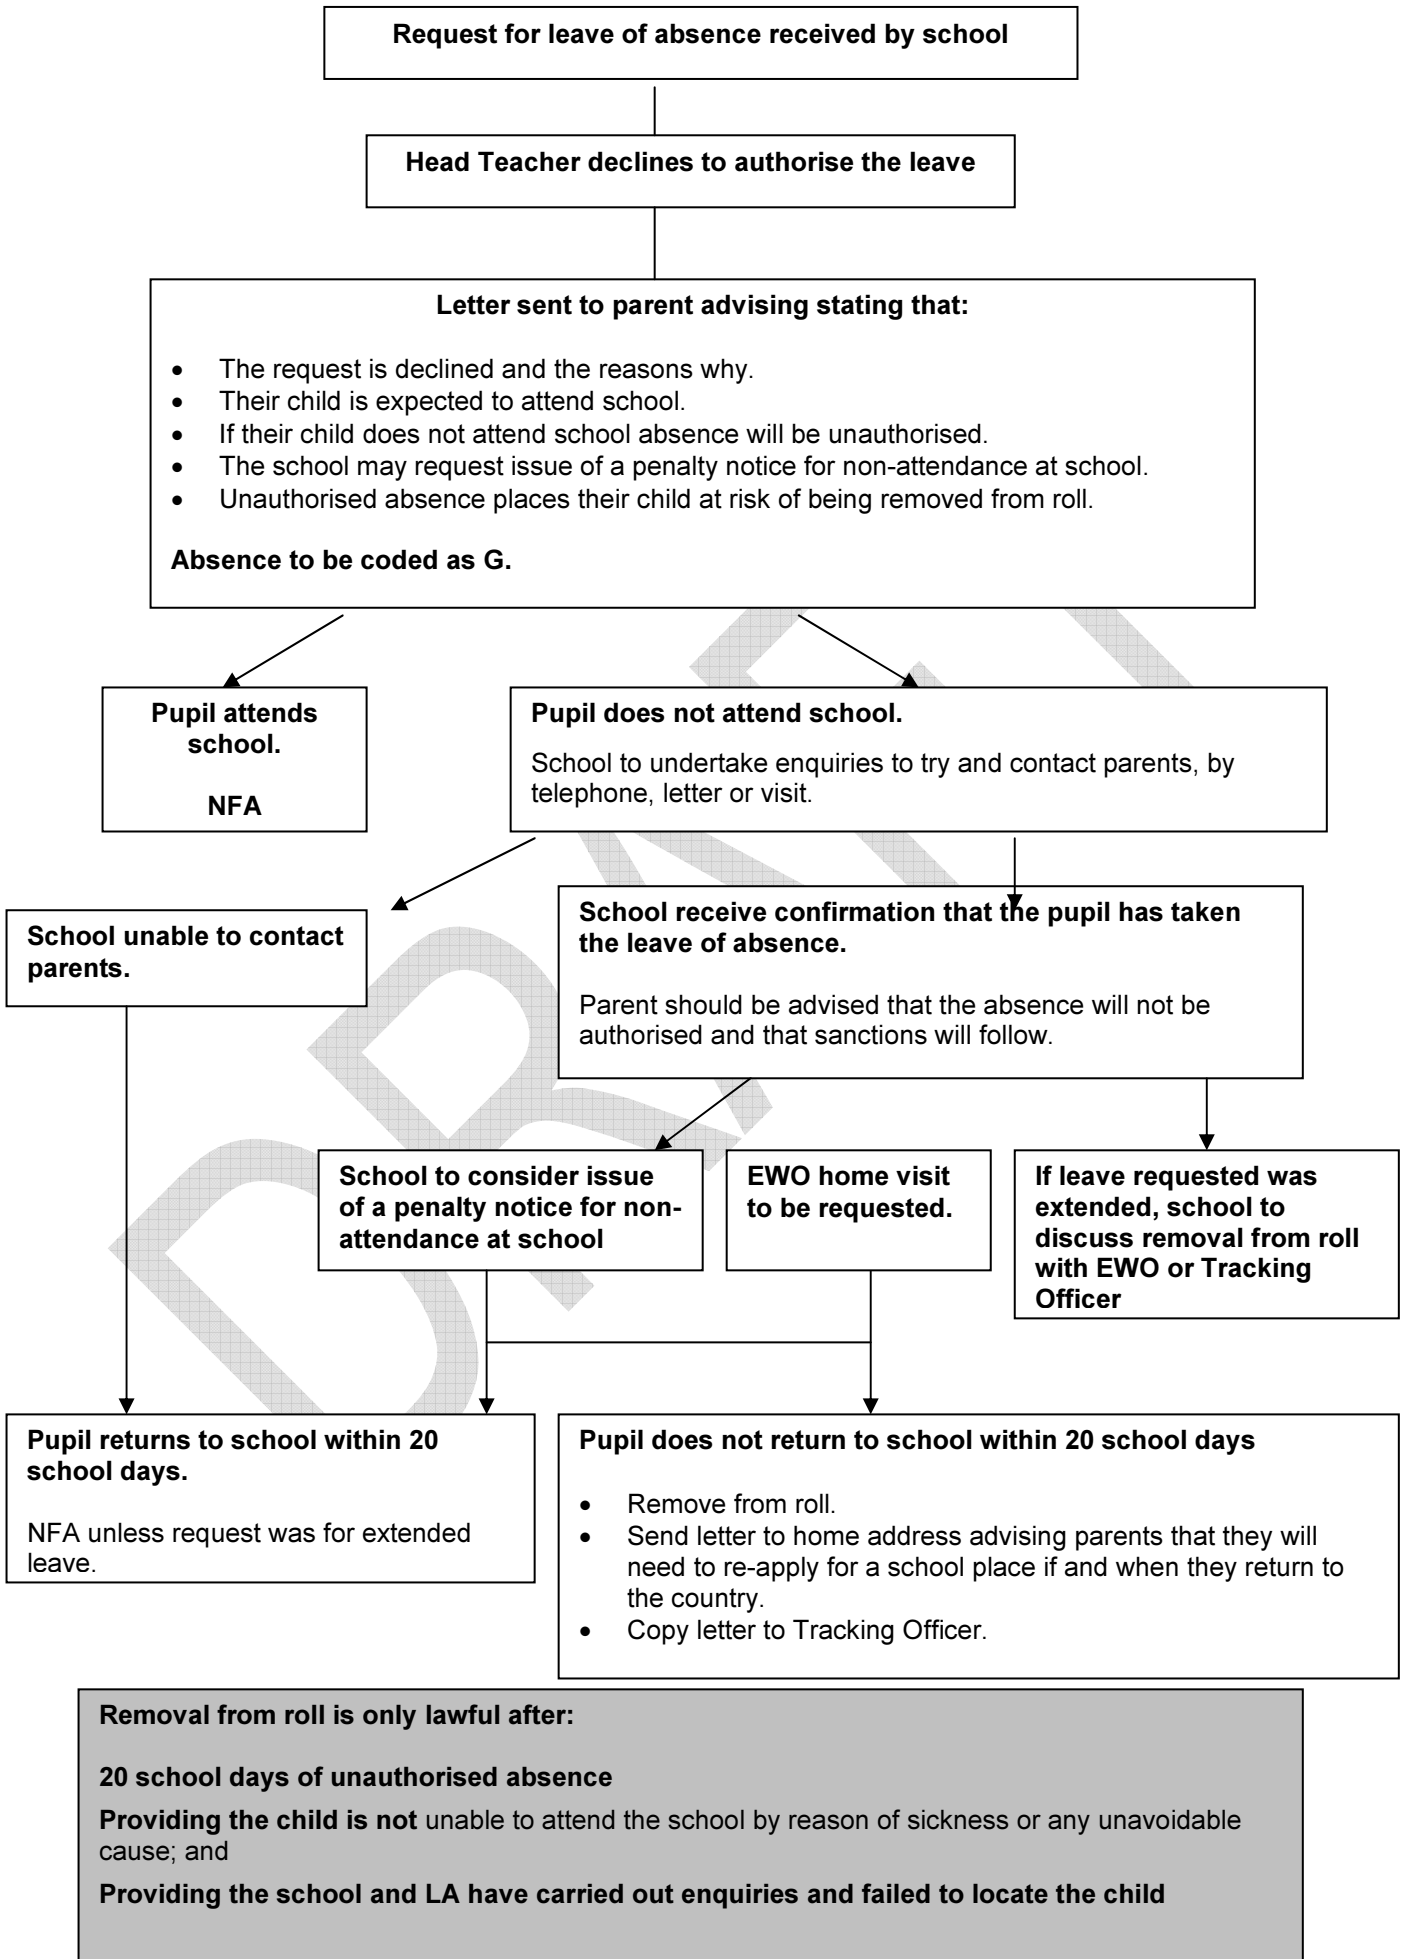 Request for leave of absence received by school
Head Teacher declines to authorise the leave
Letter sent to parent advising stating that:
• The request is declined and the reasons why.
• Their child is expected to attend school.
• If their child does not attend school absence will be unauthorised.
• The school may request issue of a penalty notice for non-attendance at school.
• Unauthorised absence places their child at risk of being removed from roll.
Absence to be coded as G.
Pupil attends
school.
NFA
Pupil does not attend school.
School to undertake enquiries to try and contact parents, by
telephone, letter or visit.
School unable to contact
parents.
School receive confirmation that the pupil has taken
the leave of absence.
Parent should be advised that the absence will not be
authorised and that sanctions will follow.
School to consider issue
of a penalty notice for non-
attendance at school
EWO home visit
to be requested.
If leave requested was
extended, school to
discuss removal from roll
with EWO or Tracking
Officer
Pupil returns to school within 20
school days.
NFA unless request was for extended
leave.
Pupil does not return to school within 20 school days
• Remove from roll.
• Send letter to home address advising parents that they will
need to re-apply for a school place if and when they return to
the country.
• Copy letter to Tracking Officer.
Removal from roll is only lawful after:
20 school days of unauthorised absence
Providing the child is not unable to attend the school by reason of sickness or any unavoidable
cause; and
Providing the school and LA have carried out enquiries and failed to locate the child
DRAFT